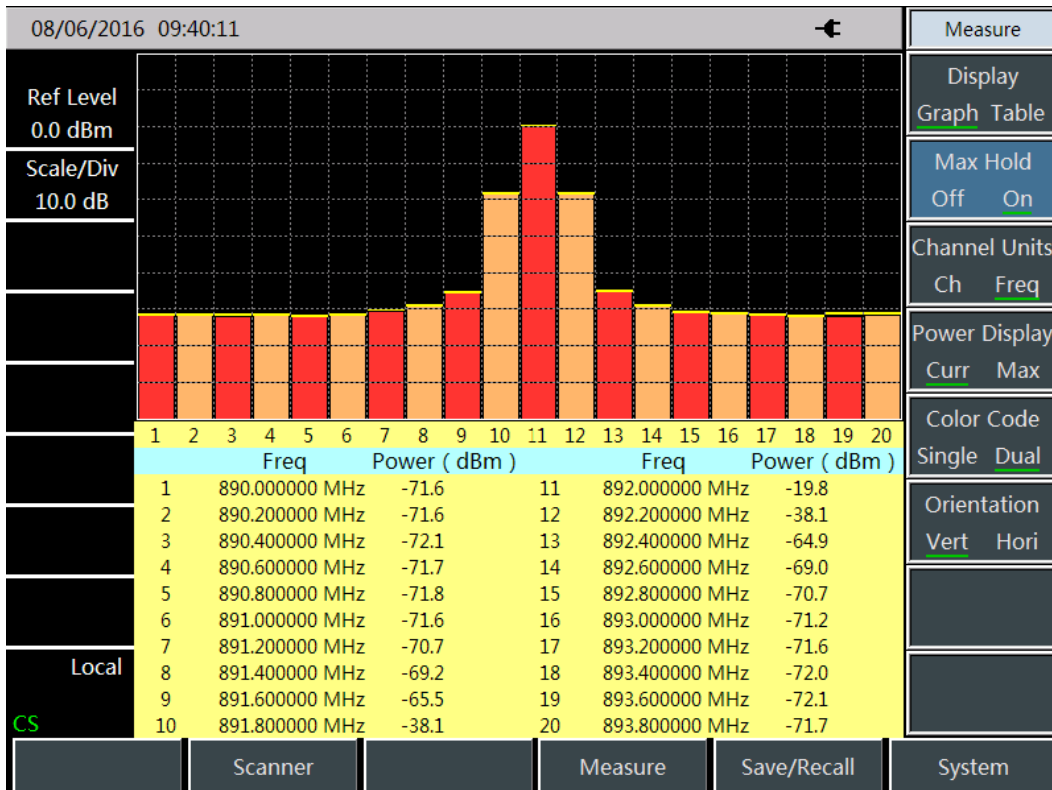 08/06/2016 09:40:11
Ref Level
0.0 dBm
Scale/Div
10.0 dB
Local
CS
1 2 3 4 5 6 7 8 9 10 11 12 13 14 15 16 17 18 19 20
Freq Power ( dBm ) Freq Power ( dBm )
1 890.000000 MHz -71.6 11 892.000000 MHz -19.8
2 890.200000 MHz -71.6 12 892.200000 MHz -38.1
3 890.400000 MHz -72.1 13 892.400000 MHz -64.9
4 890.600000 MHz -71.7 14 892.600000 MHz -69.0
5 890.800000 MHz -71.8 15 892.800000 MHz -70.7
6 891.000000 MHz -71.6 16 893.000000 MHz -71.2
7 891.200000 MHz -70.7 17 893.200000 MHz -71.6
8 891.400000 MHz -69.2 18 893.400000 MHz -72.0
9 891.600000 MHz -65.5 19 893.600000 MHz -72.1
10 891.800000 MHz -38.1 20 893.800000 MHz -71.7
Measure
Display
Graph Table
Max Hold
Off On
Channel Units
Ch Freq
Power Display
Curr Max
Color Code
Single Dual
Orientation
Vert Hori
Scanner Measure Save/Recall System